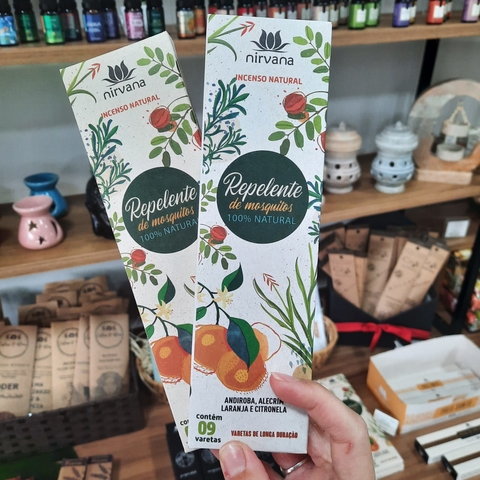 nirvana
INCENSO NATURAL
Repelente
de mosquitos
100% NATURAL
nirvana
INCENSO NATURAL
Repelente
de mosquitos
100% NATURAL
ANDIROBA, ALECRIM
LARANJA E CITRONELA
contém
09
varetas
VARETAS DE LONGA DURAÇÃO